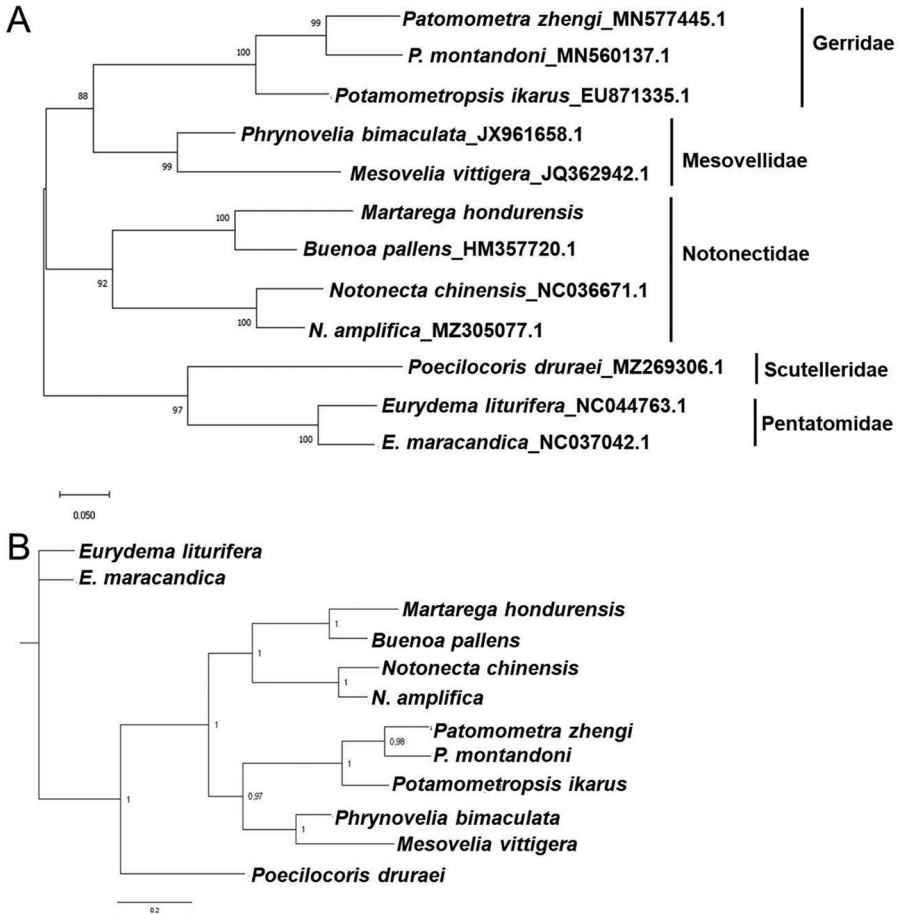 A
99
Patomometra zhengi_MN577445.1
Gerridae
100
P. montandoni_MN560137.1
88
Potamometropsis ikarus_EU871335.1
Phrynovelia bimaculata_JX961658.1
Mesovellidae
99
Mesovelia vittigera_JQ362942.1
100
Martarega hondurensis
Buenoa pallens_HM357720.1
Notonectidae
92
Notonecta chinensis_NC036671.1
100
N. amplifica_MZ305077.1
Poecilocoris druraei_MZ269306.1
Scutelleridae
97
Eurydema liturifera_NC044763.1
Pentatomidae
100
E. maracandica_NC037042.1
0.050
B
Eurydema liturifera
E. maracandica
Martarega hondurensis
1
Buenoa pallens
1
Notonecta chinensis
1
N. amplifica
1
Patomometra zhengi
0,98
P. montandoni
1
Potamometropsis ikarus
0,97
1
Phrynovelia bimaculata
1
Mesovelia vittigera
Poecilocoris druraei
0.2